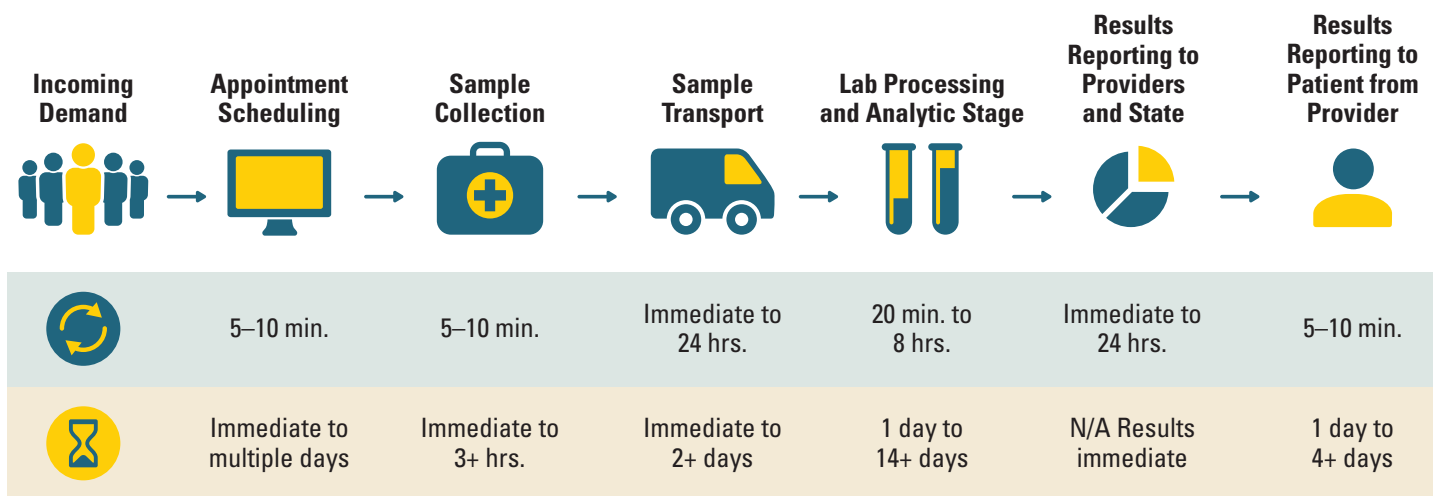 Incoming
Demand
Appointment
Scheduling
Sample
Collection
Sample
Transport
Lab Processing
and Analytic Stage
Results
Reporting to
Providers
and State
Results
Reporting to
Patient from
Provider
5–10 min.
5–10 min.
Immediate to
24 hrs.
20 min. to
8 hrs.
Immediate to
24 hrs.
5–10 min.
Immediate to
multiple days
Immediate to
3+ hrs.
Immediate to
2+ days
1 day to
14+ days
N/A Results
immediate
1 day to
4+ days